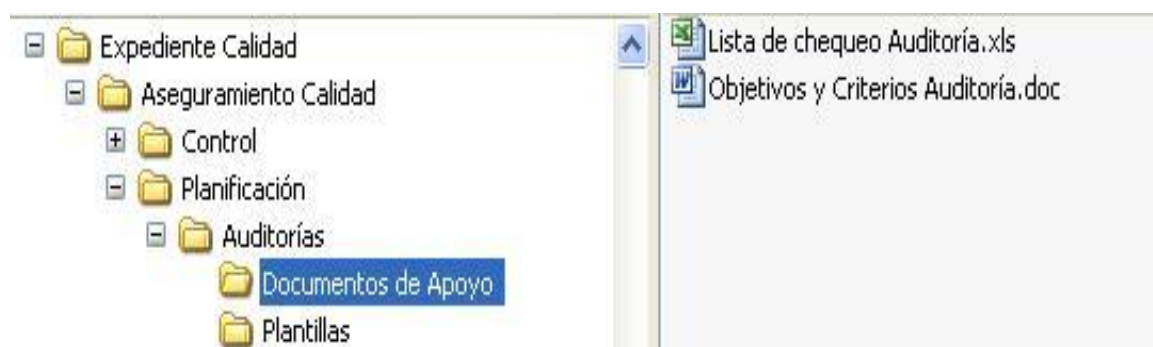 Expediente Calidad
Aseguramiento Calidad
Control
Planificación
Auditorías
Documentos de Apoyo
Plantillas
Lista de chequeo Auditoría.xls
Objetivos y Criterios Auditoría.doc